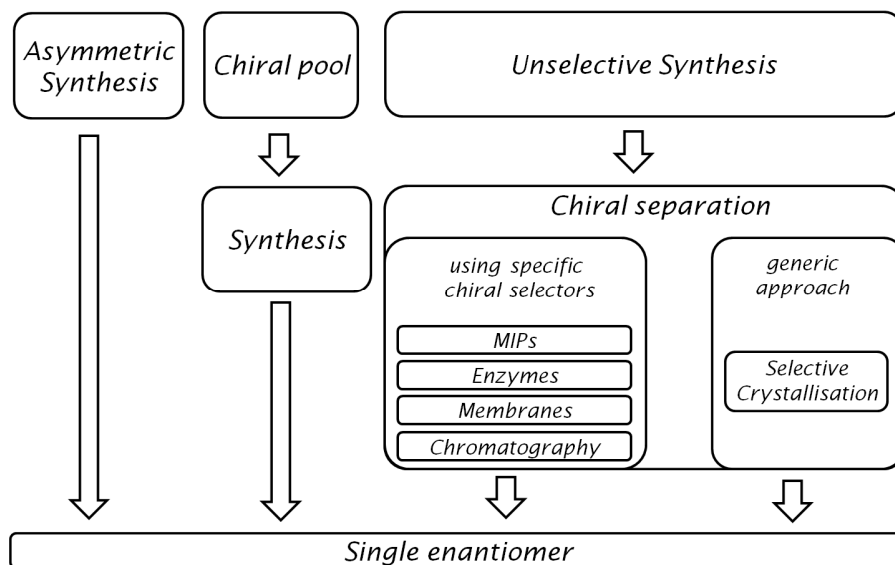 Asymmetric
Synthesis
Chiral pool
Unselective Synthesis
Synthesis
Chiral separation
using specific
chiral selectors
MIPs
Enzymes
Membranes
Chromatography
generic
approach
Selective
Crystallisation
Single enantiomer